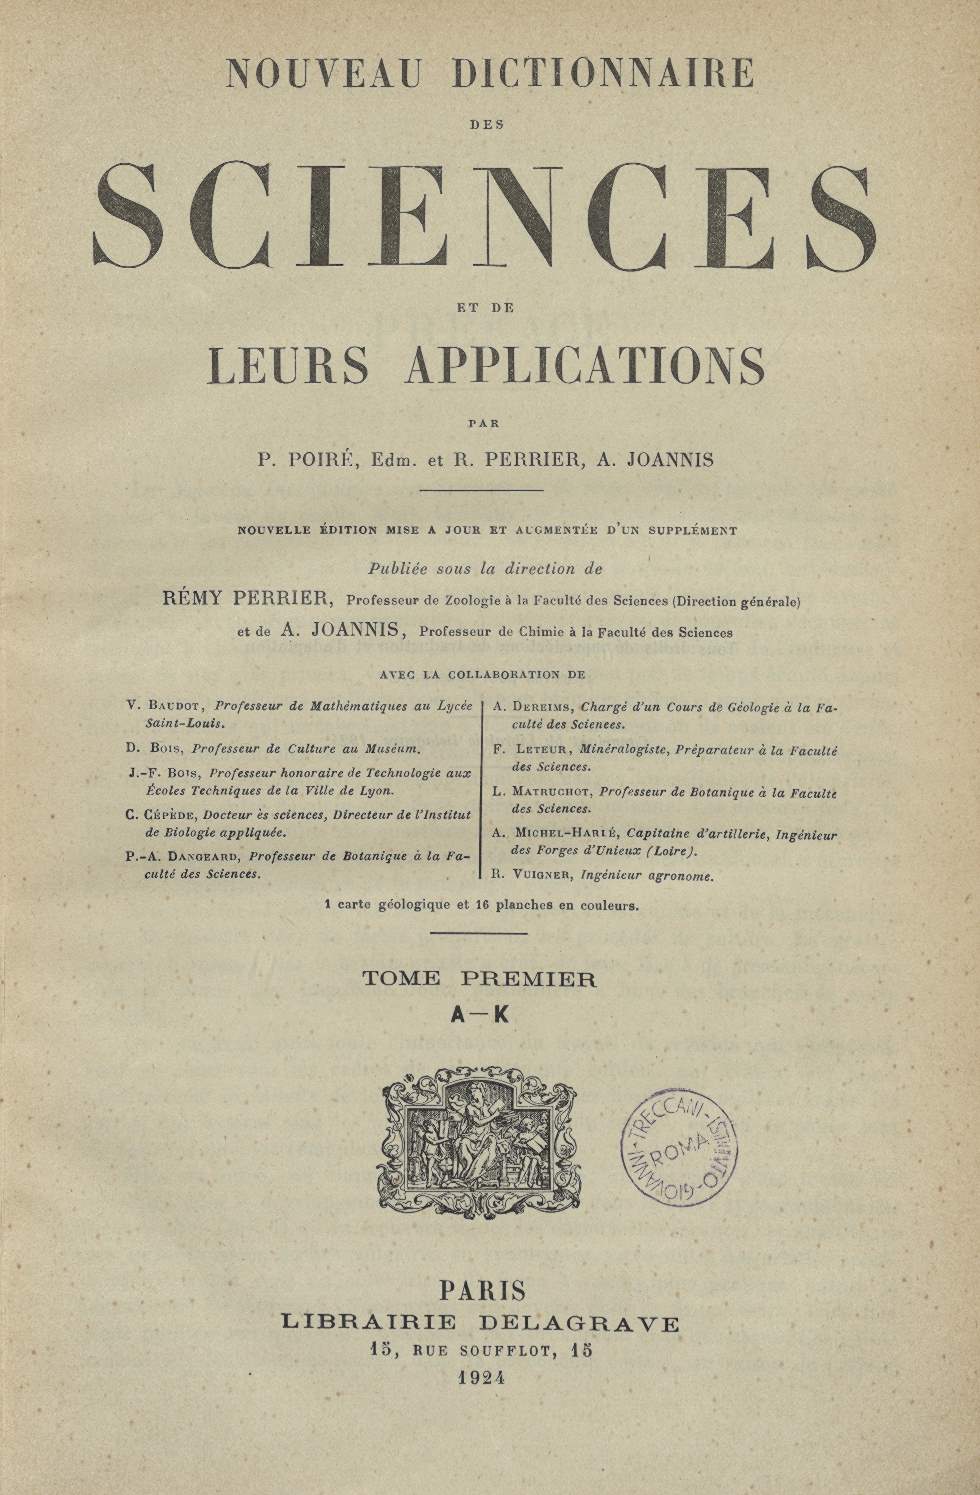 NOUVEAU DICTIONNAIRE
DES
SCIENCES
ET DE
LEURS APPLICATIONS
PAR
P. POIRÉ, Edm. et R. PERRIER, A. JOANNIS
NOUVELLE ÉDITION MISE A JOUR ET AUGMENTÉE D'UN SUPPLÉMENT
Publiée sous la direction de
RÉMY PERRIER, Professeur de Zoologie à la Faculté des Sciences (Direction générale)
et de A. JOANNIS, Professeur de Chimie à la Faculté des Sciences
AVEC LA COLLABORATION DE
V. BAUDOT, Professeur de Mathématiques au Lycée
Saint-Louis.
D. BOIS, Professeur de Culture au Muséum.
J.-F. BOIS, Professeur honoraire de Technologie aux
Écoles Techniques de la Ville de Lyon.
C. CÉPÈDE, Docteur ès sciences, Directeur de l'Institut
de Biologie appliquée.
P.-A. DANGEARD, Professeur de Botanique à la Fa-
culté des Sciences.
A. DEREIMS, Chargé d'un Cours de Géologie à la Fa-
culté des Sciences.
F. LETEUR, Minéralogiste, Préparateur à la Faculté
des Sciences.
L. MATRUCHOT, Professeur de Botanique à la Faculté
des Sciences.
A. MICHEL-HARLÉ, Capitaine d'artillerie, Ingénieur
des Forges d'Unieux (Loire).
R. VUIGNER, Ingénieur agronome.
1 carte géologique et 16 planches en couleurs.
TOME PREMIER
A—K
ISTITUTO-GIOVANNI-TRECCANI-
ROMA
PARIS
LIBRAIRIE DELAGRAVE
15, RUE SOUFFLOT, 15
1924